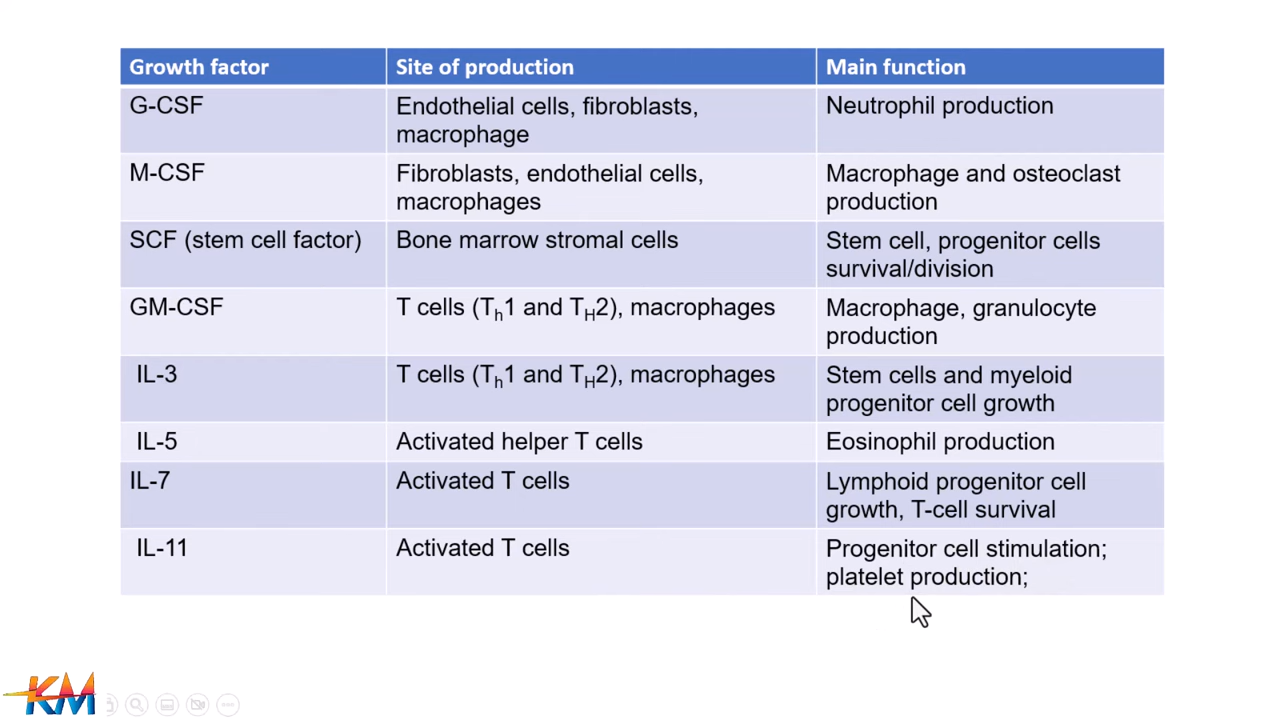 Growth factor Site of production Main function
G-CSF Endothelial cells, fibroblasts, Neutrophil production
macrophage
M-CSF Fibroblasts, endothelial cells, Macrophage and osteoclast
macrophages production
SCF (stem cell factor) Bone marrow stromal cells Stem cell, progenitor cells
survival/division
GM-CSF T cells (Th1 and TH2), macrophages Macrophage, granulocyte
production
IL-3 T cells (Th1 and TH2), macrophages Stem cells and myeloid
progenitor cell growth
IL-5 Activated helper T cells Eosinophil production
IL-7 Activated T cells Lymphoid progenitor cell
growth, T-cell survival
IL-11 Activated T cells Progenitor cell stimulation;
platelet production;
KM